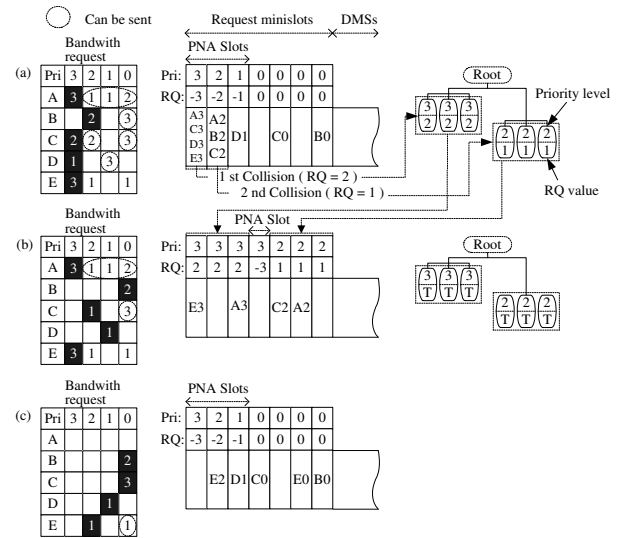 Can be sent
Request minislots
DMSs
Bandwith
request
PNA Slots
(a)
Pri 3 2 1 0
A 3 1 1 2
B 2 3
C 2 2 3
D 1 3
E 3 1 1
Pri: 3 2 1 0 0 0 0
RQ: -3 -2 -1 0 0 0 0
A3 C3 D3 E3
A2 B2 C2
D1 C0 B0
1 st Collision ( RQ = 2 )
2 nd Collision ( RQ = 1 )
Root
Priority level
3 3 3
2 2 2
2 2 2
1 1 1
RQ value
Bandwith
request
PNA Slot
(b)
Pri 3 2 1 0
A 3 1 1 2
B 2
C 1 3
D 1
E 3 1 1
Pri: 3 3 3 3 2 2 2
RQ: 2 2 2 -3 1 1 1
E3 A3 C2 A2
Root
3 3 3
T T T
2 2 2
T T T
Bandwith
request
PNA Slots
(c)
Pri 3 2 1 0
A
B 2
C 3
D 1
E 1 1
Pri: 3 2 1 0 0 0 0
RQ: -3 -2 -1 0 0 0 0
E2 D1 C0 E0 B0